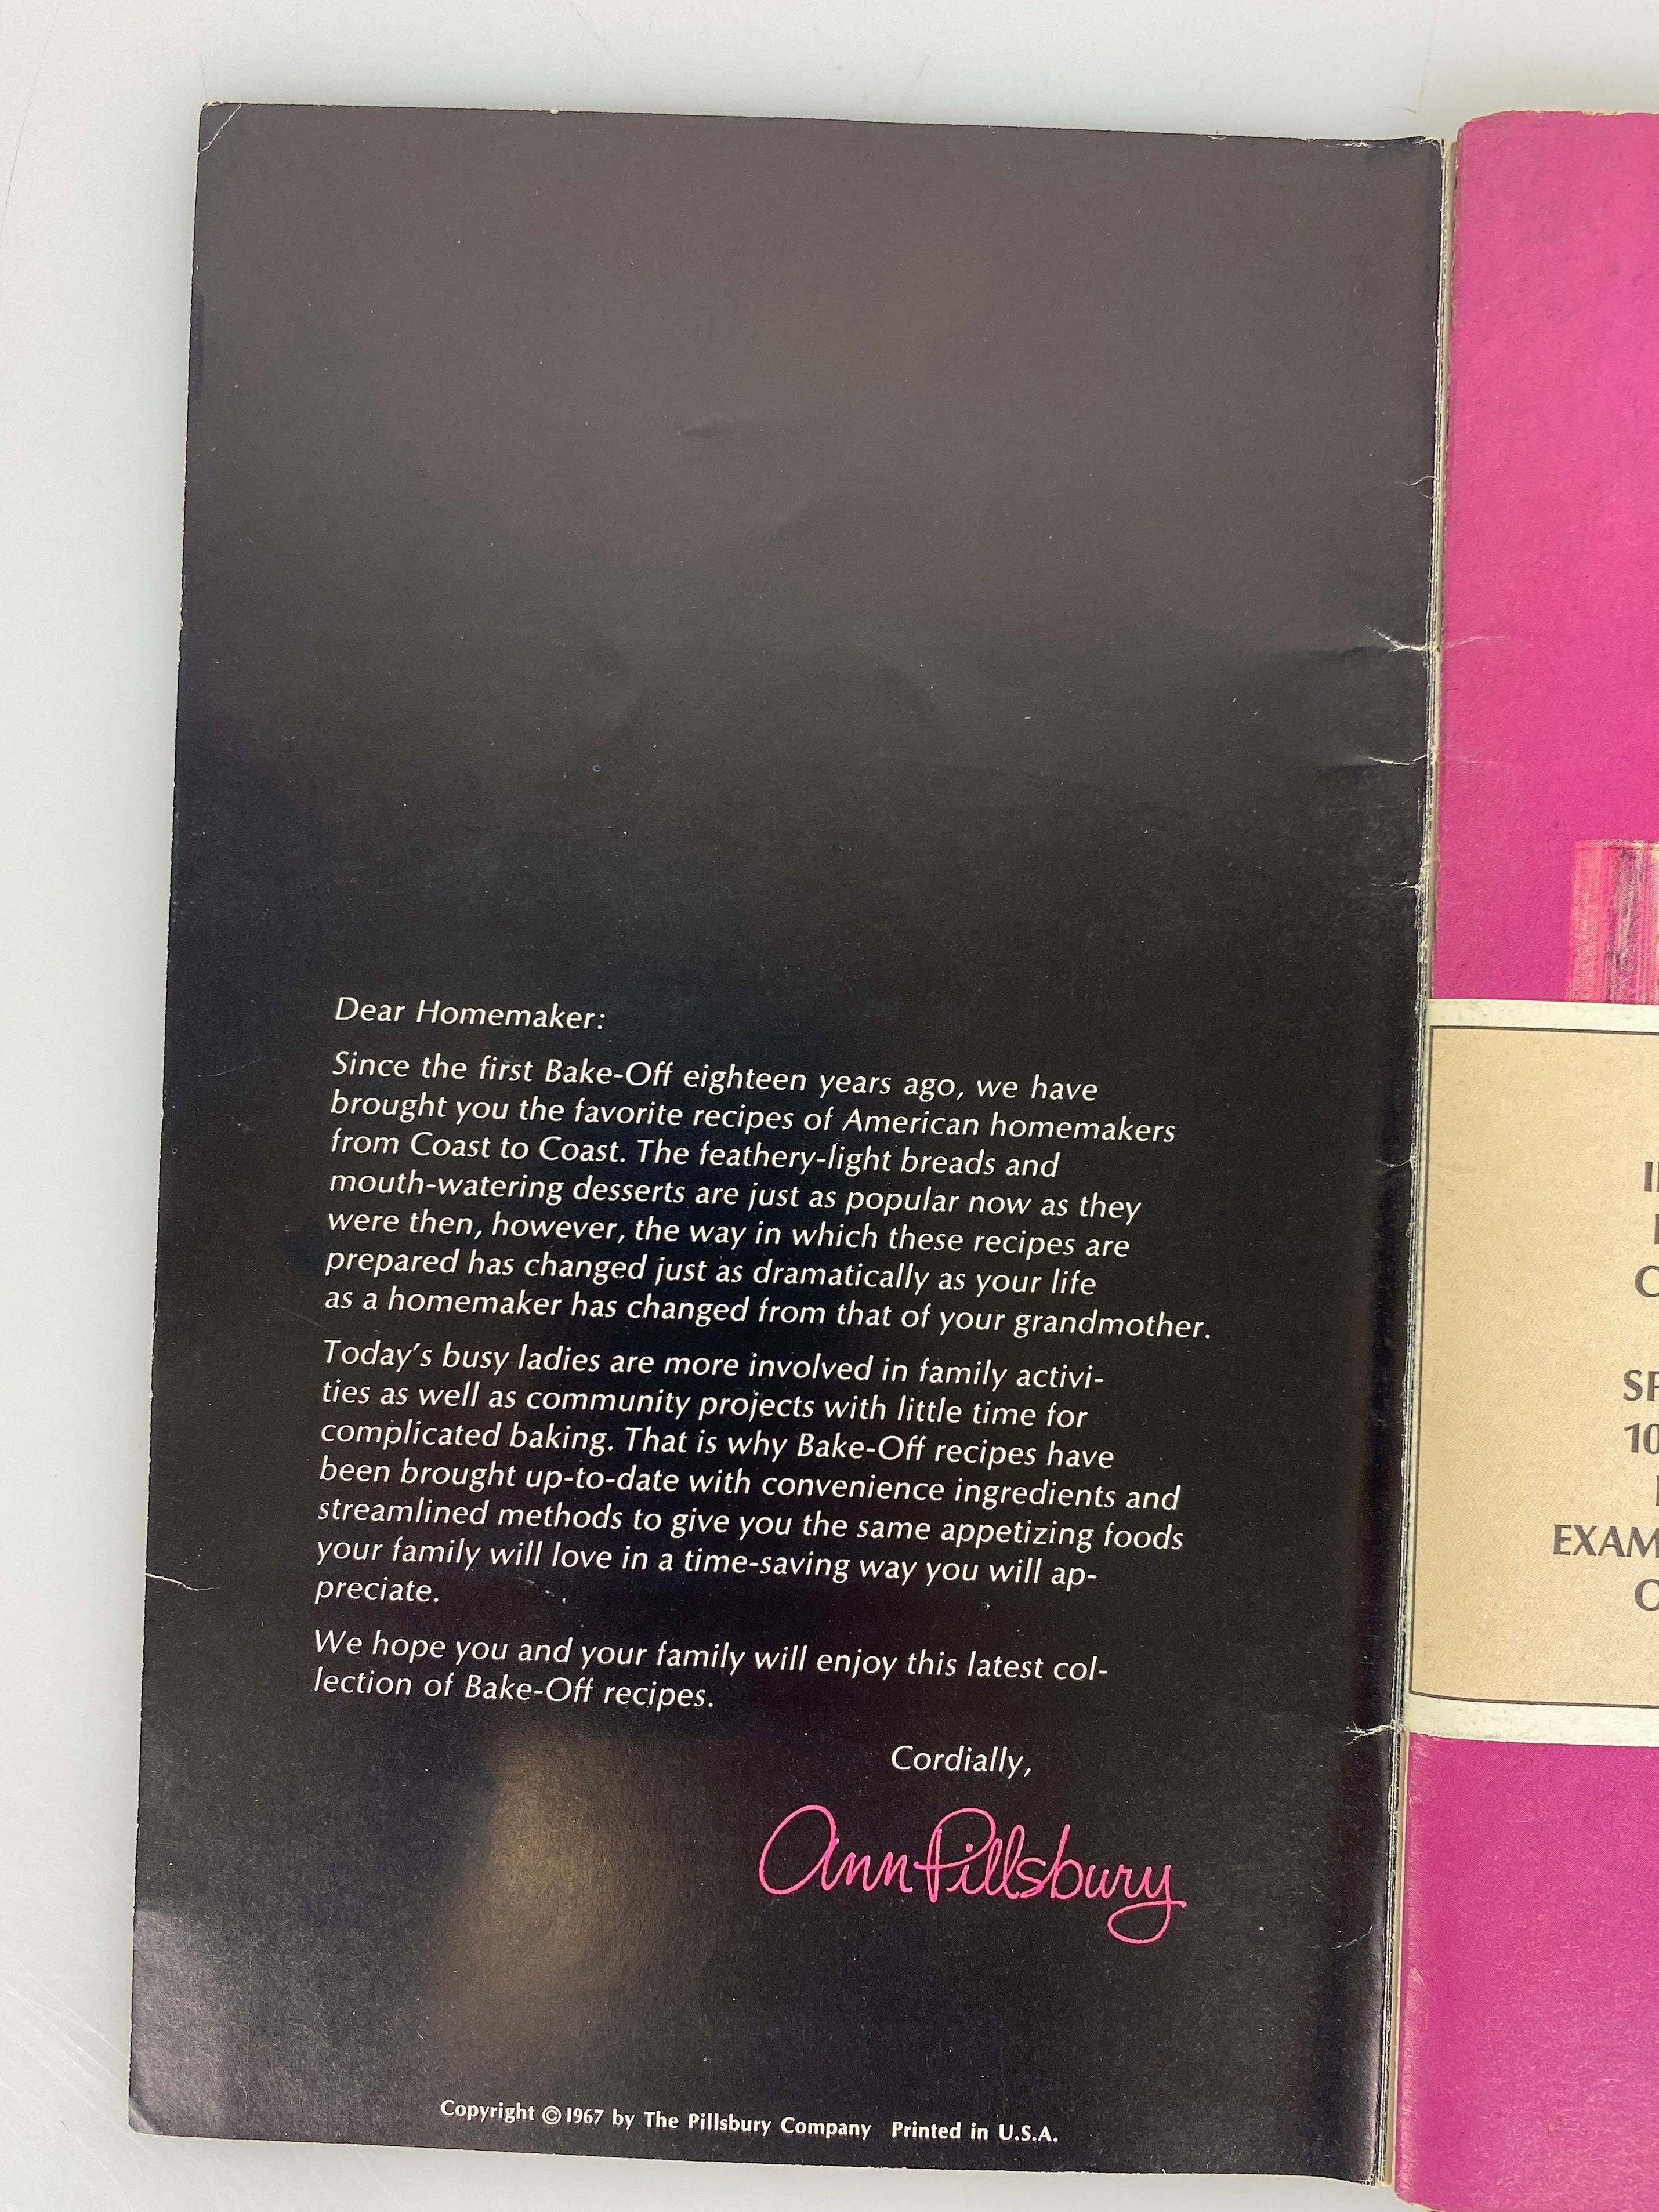 Dear Homemaker:
Since the first Bake-Off eighteen years ago, we have
brought you the favorite recipes of American homemakers
from Coast to Coast. The feathery-light breads and
mouth-watering desserts are just as popular now as they
were then, however, the way in which these recipes are
prepared has changed just as dramatically as your life
as a homemaker has changed from that of your grandmother.
Today's busy ladies are more involved in family activi-
ties as well as community projects with little time for
complicated baking. That is why Bake-Off recipes have
been brought up-to-date with convenience ingredients and
streamlined methods to give you the same appetizing foods
your family will love in a time-saving way you will ap-
preciate.
We hope you and your family will enjoy this latest col-
lection of Bake-Off recipes.
Cordially,
Ann Pillsbury
Copyright © 1967 by The Pillsbury Company Printed in U.S.A.
10
EXAM